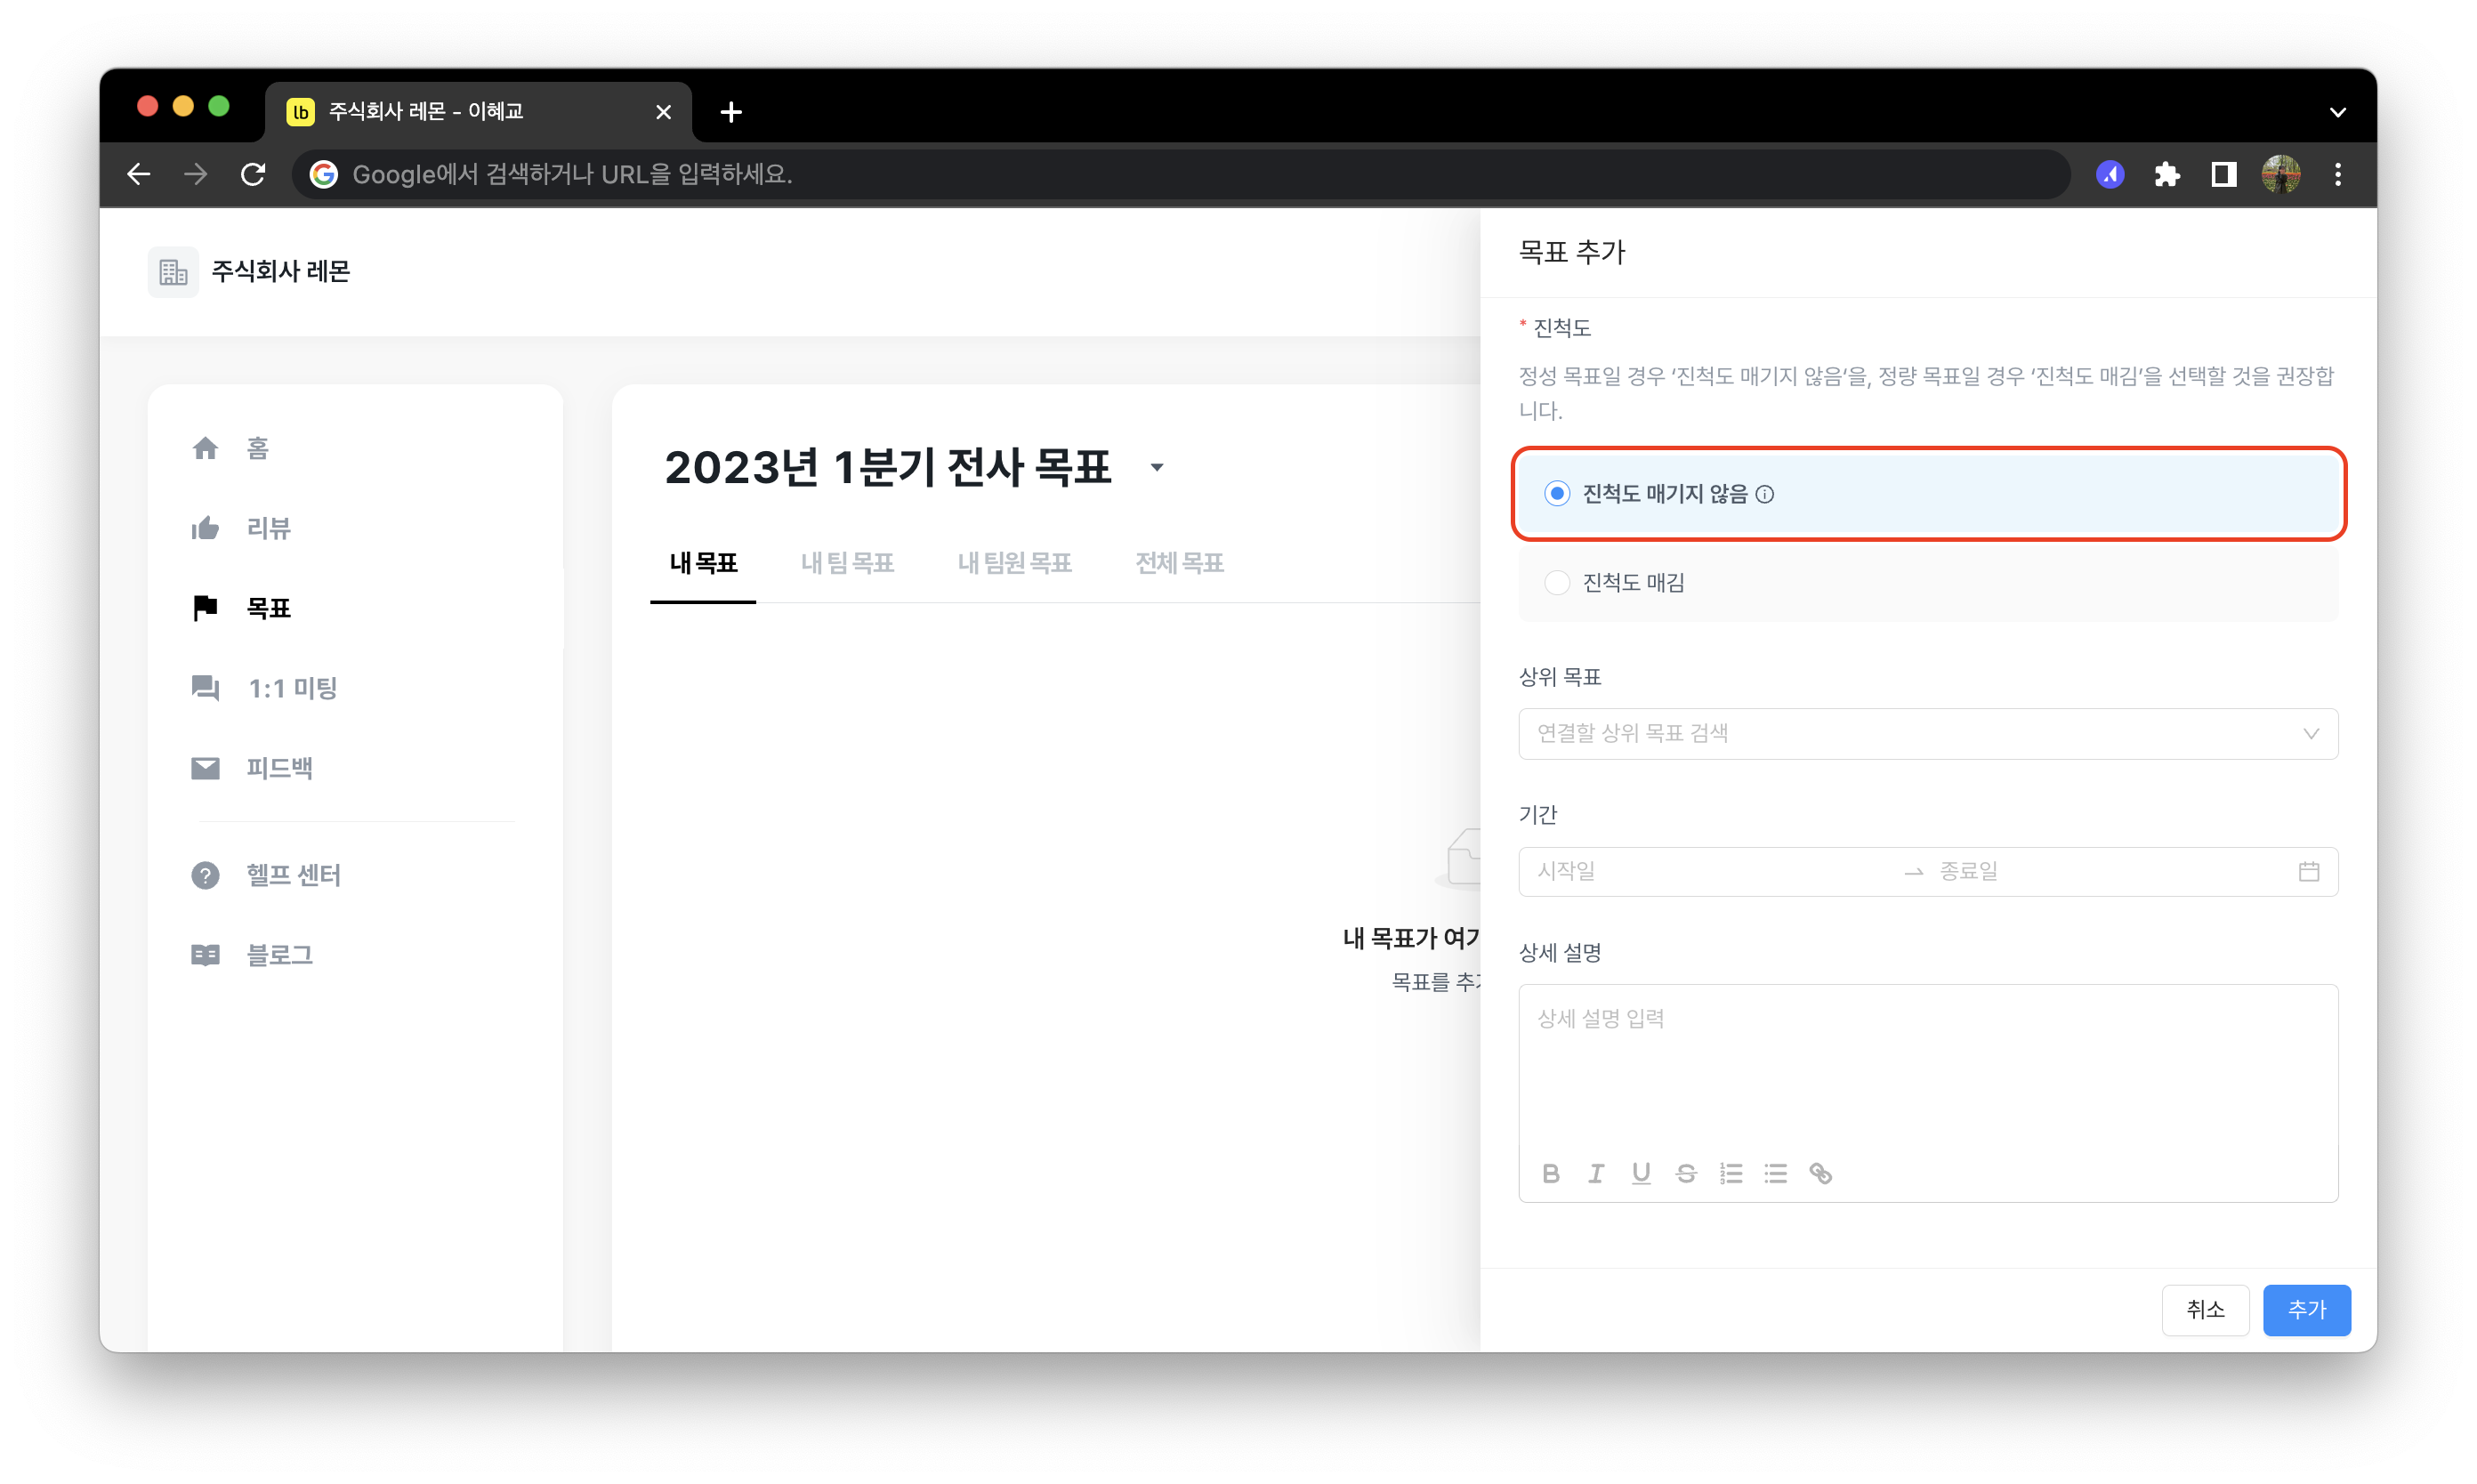 lb 주식회사 레몬 - 이혜교
Google에서 검색하거나 URL을 입력하세요.
주식회사 레몬
홈
리뷰
목표
1:1 미팅
피드백
헬프 센터
블로그
2023년 1분기 전사 목표
내 목표 내 팀 목표 내 팀원 목표 전체 목표
내 목표가 여기
목표를 추가
목표 추가
* 진척도
정성 목표일 경우 ‘진척도 매기지 않음‘을, 정량 목표일 경우 ‘진척도 매김’을 선택할 것을 권장합
니다.
진척도 매기지 않음
진척도 매김
상위 목표
연결할 상위 목표 검색
기간
시작일 → 종료일
상세 설명
상세 설명 입력
B I U S
취소 추가